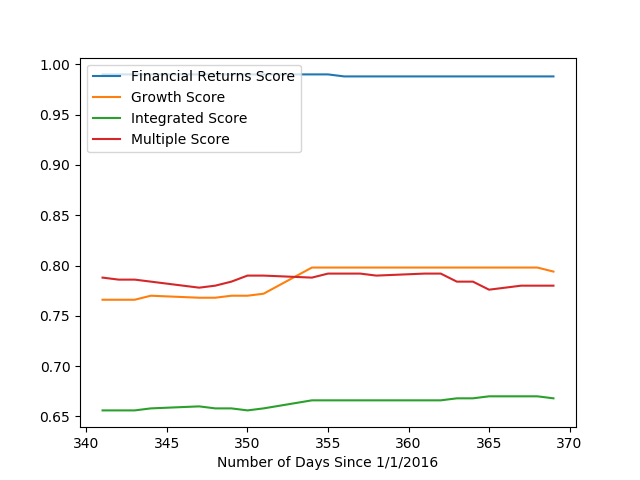 1.00
0.95
0.90
0.85
0.80
0.75
0.70
0.65
Financial Returns Score
Growth Score
Integrated Score
Multiple Score
340 345 350 355 360 365 370
Number of Days Since 1/1/2016